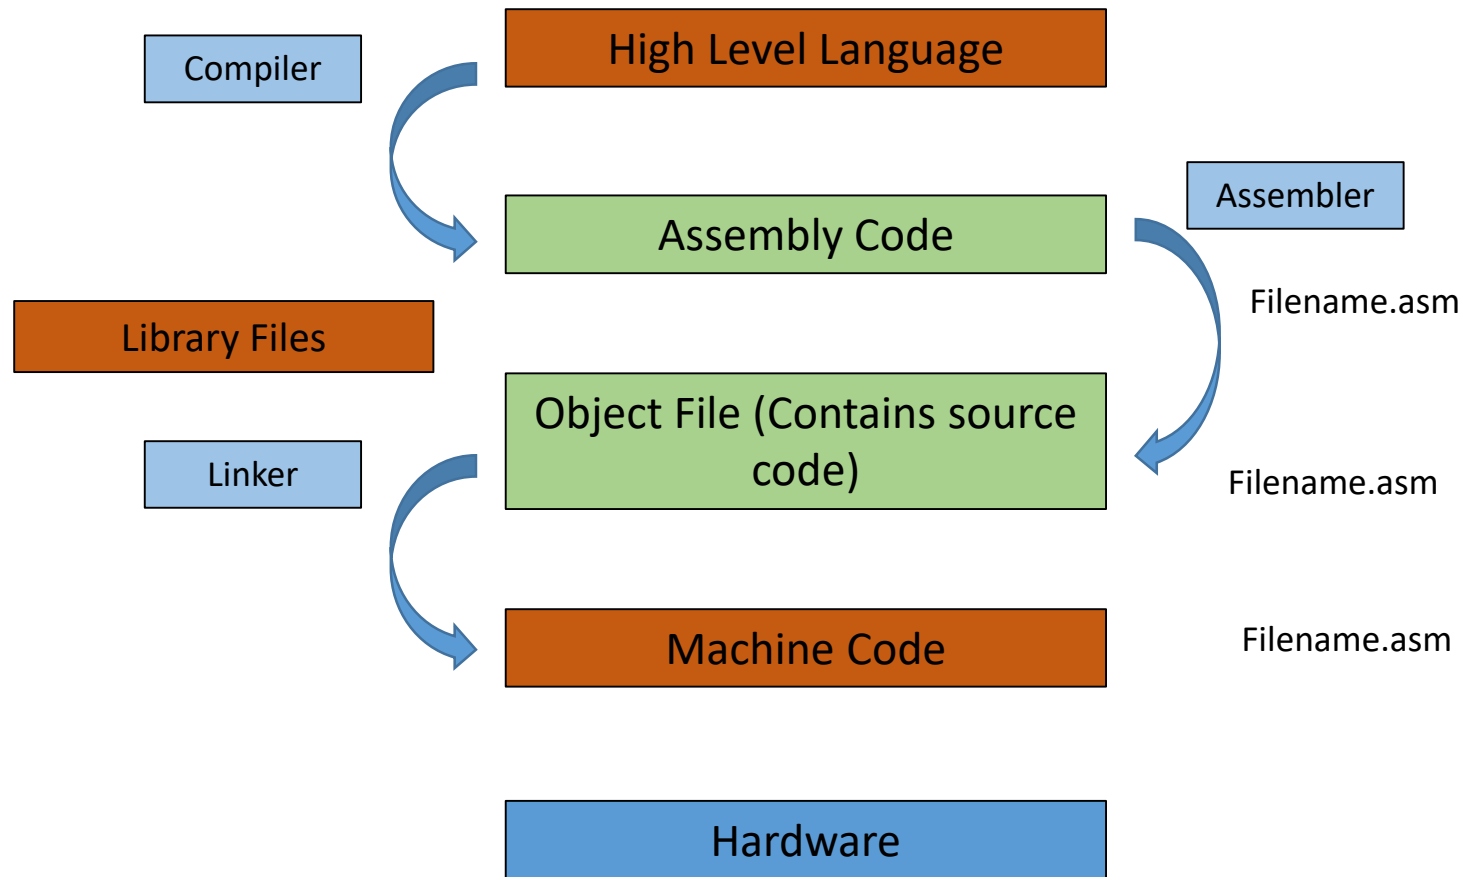 High Level Language
Compiler
Assembler
Assembly Code
Filename.asm
Library Files
Object File (Contains source
code)
Linker
Filename.asm
Machine Code
Filename.asm
Hardware